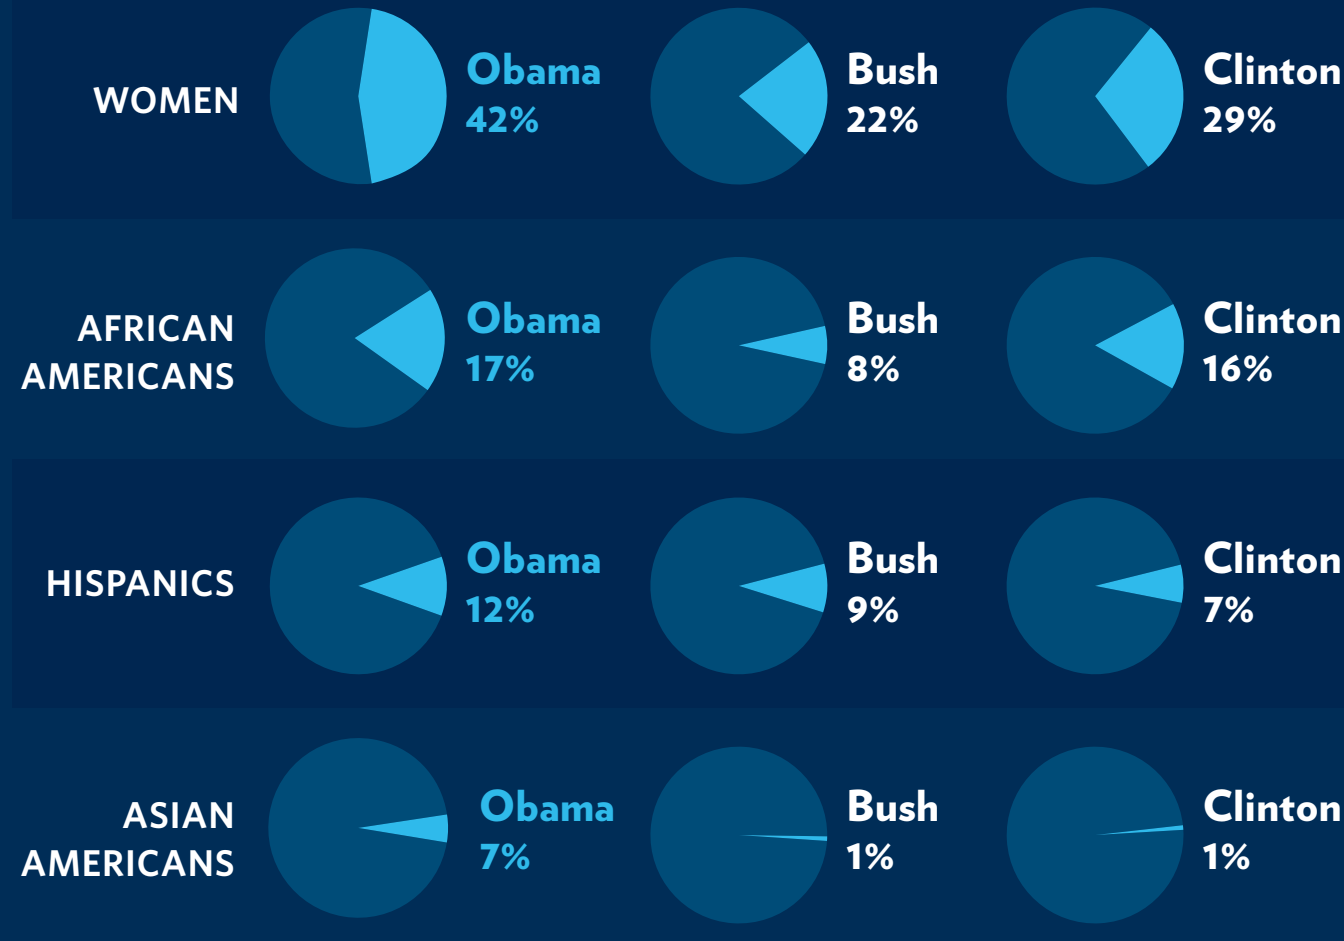 WOMEN
Obama
42%
Bush
22%
Clinton
29%
AFRICAN
AMERICANS
Obama
17%
Bush
8%
Clinton
16%
HISPANICS
Obama
12%
Bush
9%
Clinton
7%
ASIAN
AMERICANS
Obama
7%
Bush
1%
Clinton
1%